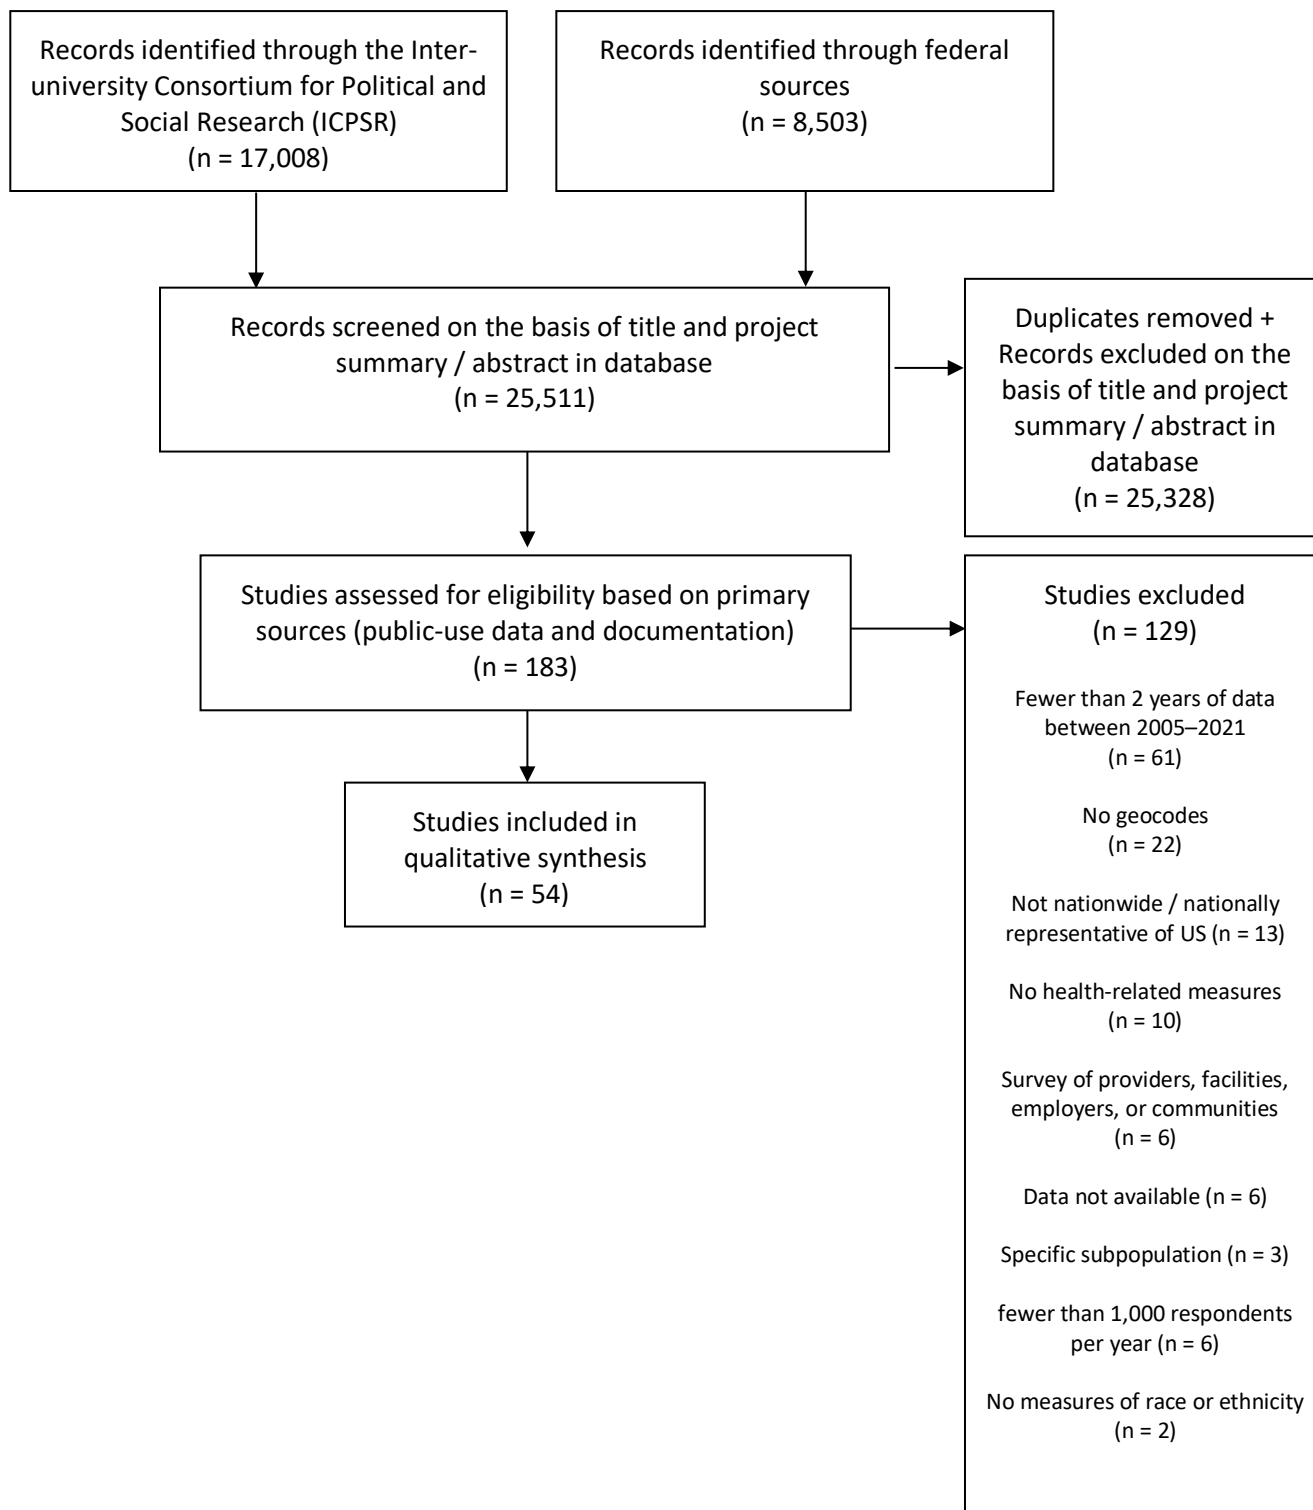 Records identified through the Inter-
university Consortium for Political and
Social Research (ICPSR)
(n = 17,008)
Records identified through federal
sources
(n = 8,503)
Records screened on the basis of title and project
summary / abstract in database
(n = 25,511)
Duplicates removed +
Records excluded on the
basis of title and project
summary / abstract in
database
(n = 25,328)
Studies assessed for eligibility based on primary
sources (public-use data and documentation)
(n = 183)
Studies excluded
(n = 129)
Fewer than 2 years of data
between 2005–2021
(n = 61)
No geocodes
(n = 22)
Not nationwide / nationally
representative of US (n = 13)
No health-related measures
(n = 10)
Survey of providers, facilities,
employers, or communities
(n = 6)
Data not available (n = 6)
Specific subpopulation (n = 3)
fewer than 1,000 respondents
per year (n = 6)
No measures of race or ethnicity
(n = 2)
Studies included in
qualitative synthesis
(n = 54)